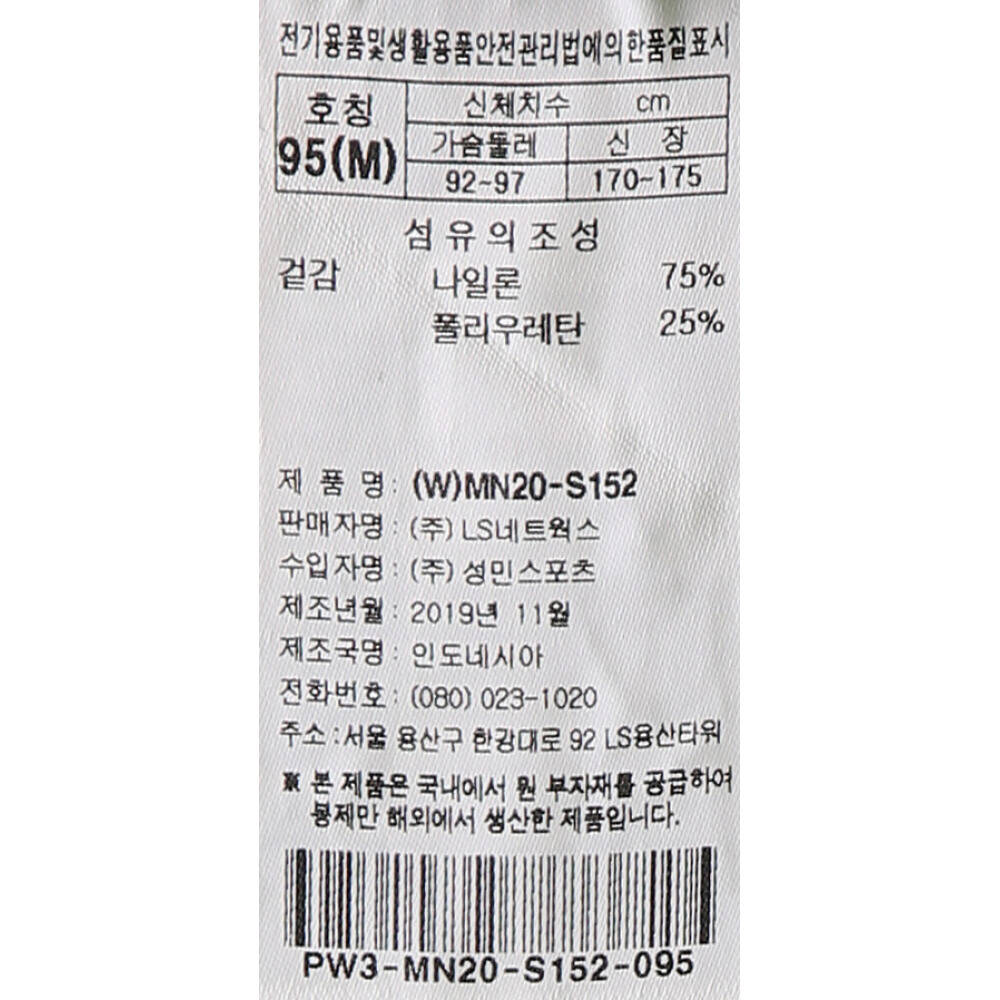 전기용품및생활용품안전관리법에의한품질표시
호칭 신체치수 cm
95(M) 가슴둘레 신 장
92~97 170~175
섬유의조성
겉감 나일론 75%
폴리우레탄 25%
제 품 명 : (W)MN20-S152
판매자명 : (주) LS네트웍스
수입자명 : (주) 성민스포츠
제조년월 : 2019년 11월
제조국명 : 인도네시아
전화번호 : (080) 023-1020
주소 : 서울 용산구 한강대로 92 LS용산타워
※ 본 제품은 국내에서 원 부자재를 공급하여
봉제만 해외에서 생산한 제품입니다.
PW3-MN20-S152-095